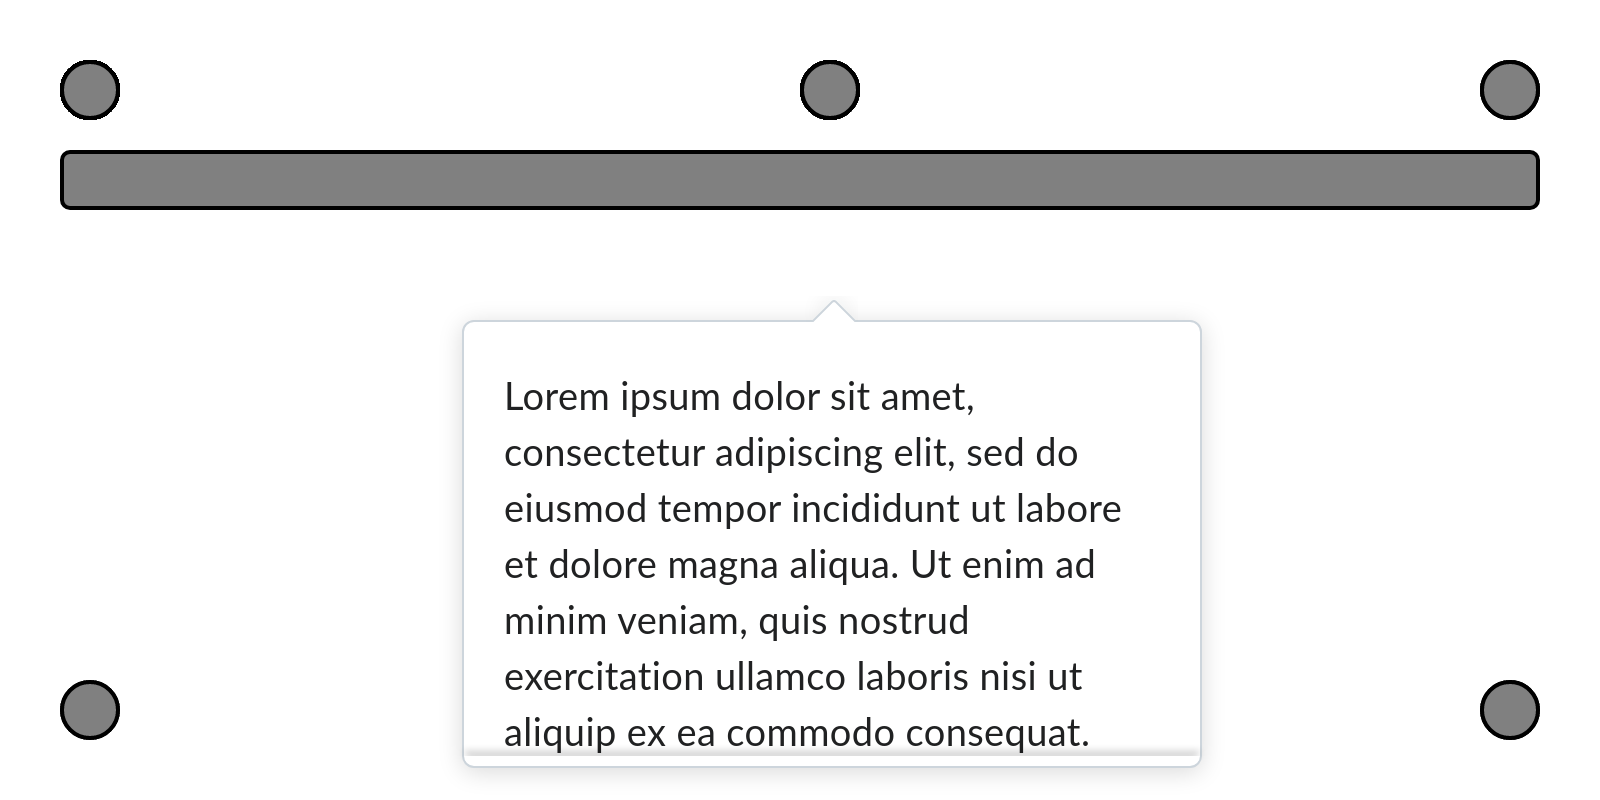 Lorem ipsum dolor sit amet,
consectetur adipiscing elit, sed do
eiusmod tempor incididunt ut labore
et dolore magna aliqua. Ut enim ad
minim veniam, quis nostrud
exercitation ullamco laboris nisi ut
aliquip ex ea commodo consequat.